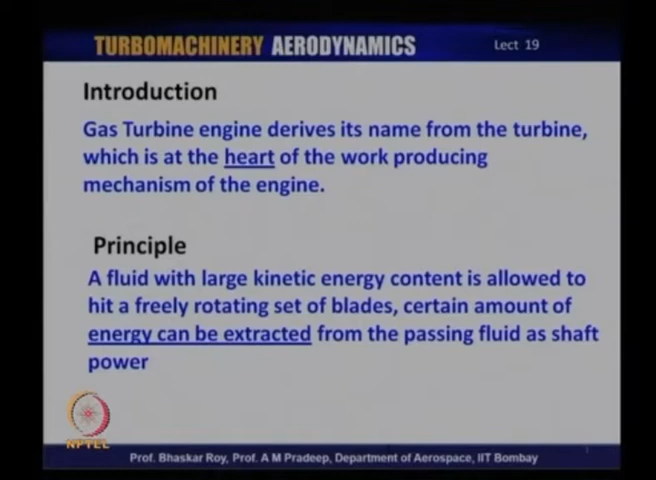 TURBOMACHINERY AERODYNAMICS Lect 19
Introduction
Gas Turbine engine derives its name from the turbine,
which is at the heart of the work producing
mechanism of the engine.
Principle
A fluid with large kinetic energy content is allowed to
hit a freely rotating set of blades, certain amount of
energy can be extracted from the passing fluid as shaft
power
NPTEL
Prof. Bhaskar Roy, Prof. A M Pradeep, Department of Aerospace, IIT Bombay